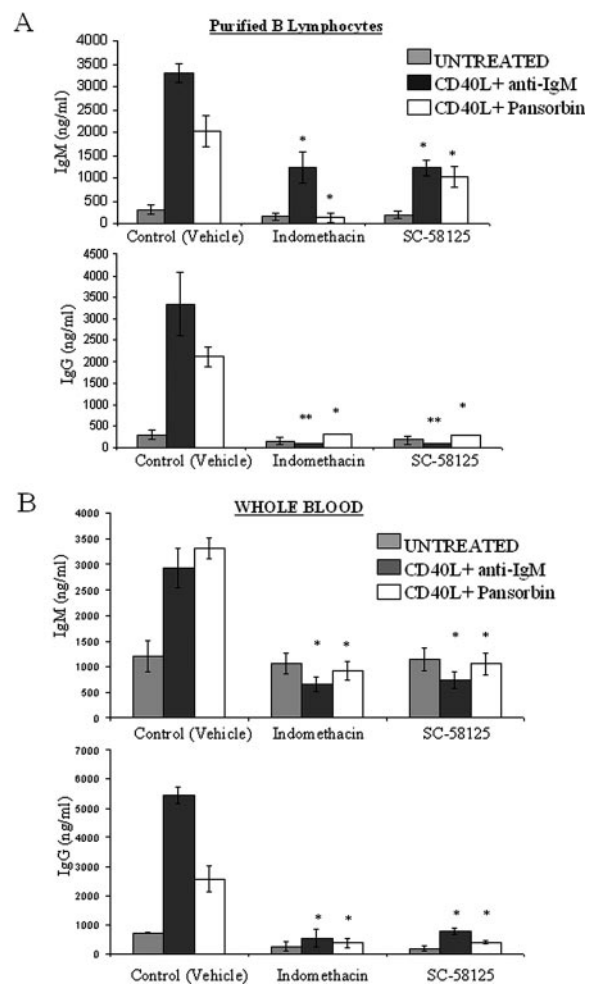 A
Purified B Lymphocytes
UNTREATED
CD40L+ anti-IgM
CD40L+ Pansorbin
IgM (ng/ml)
4000
3500
3000
2500
2000
1500
1000
500
0
* * * *
Control (Vehicle) Indomethacin SC-58125
IgG (ng/ml)
4500
4000
3500
3000
2500
2000
1500
1000
500
0
** * ** *
Control (Vehicle) Indomethacin SC-58125
B
WHOLE BLOOD
UNTREATED
CD40L+ anti-IgM
CD40L+ Pansorbin
IgM (ng/ml)
4000
3500
3000
2500
2000
1500
1000
500
0
* * * *
Control (Vehicle) Indomethacin SC-58125
IgG (ng/ml)
7000
6000
5000
4000
3000
2000
1000
0
* * * *
Control (Vehicle) Indomethacin SC-58125